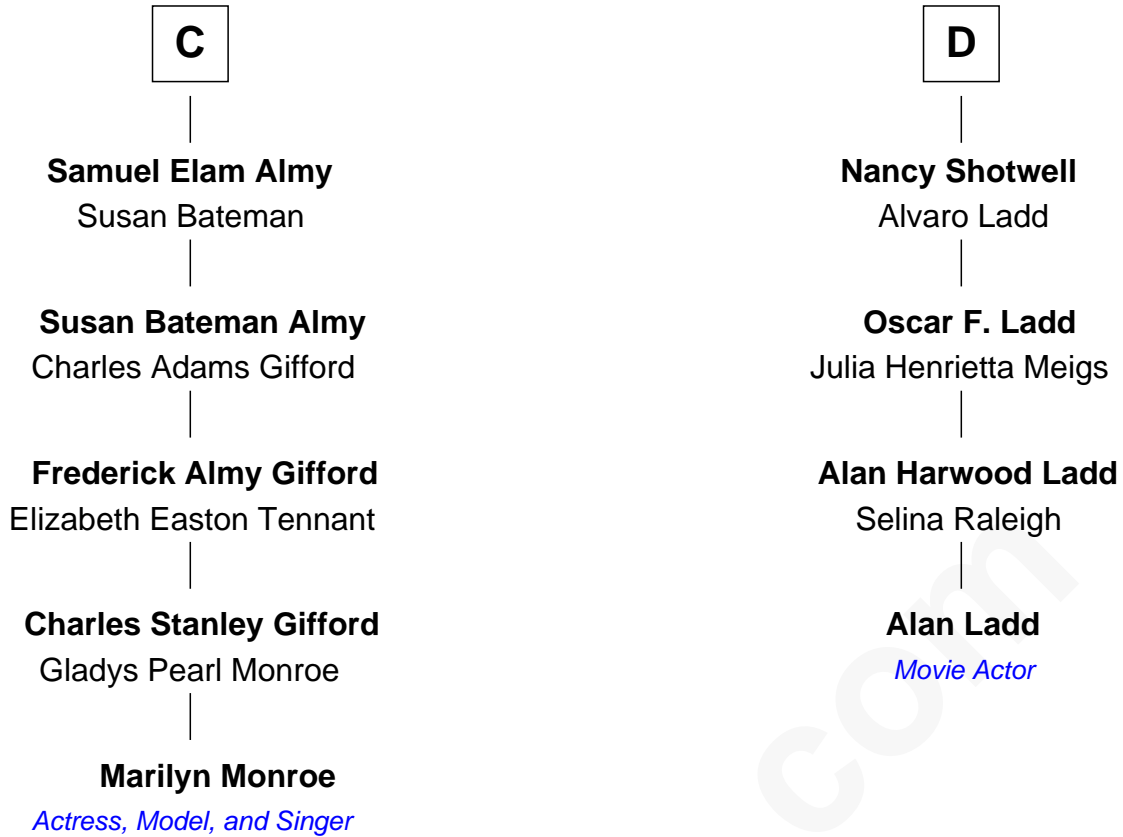 C
Samuel Elam Almy
Susan Bateman
Susan Bateman Almy
Charles Adams Gifford
Frederick Almy Gifford
Elizabeth Easton Tennant
Charles Stanley Gifford
Gladys Pearl Monroe
Marilyn Monroe
Actress, Model, and Singer
D
Nancy Shotwell
Alvaro Ladd
Oscar F. Ladd
Julia Henrietta Meigs
Alan Harwood Ladd
Selina Raleigh
Alan Ladd
Movie Actor
com